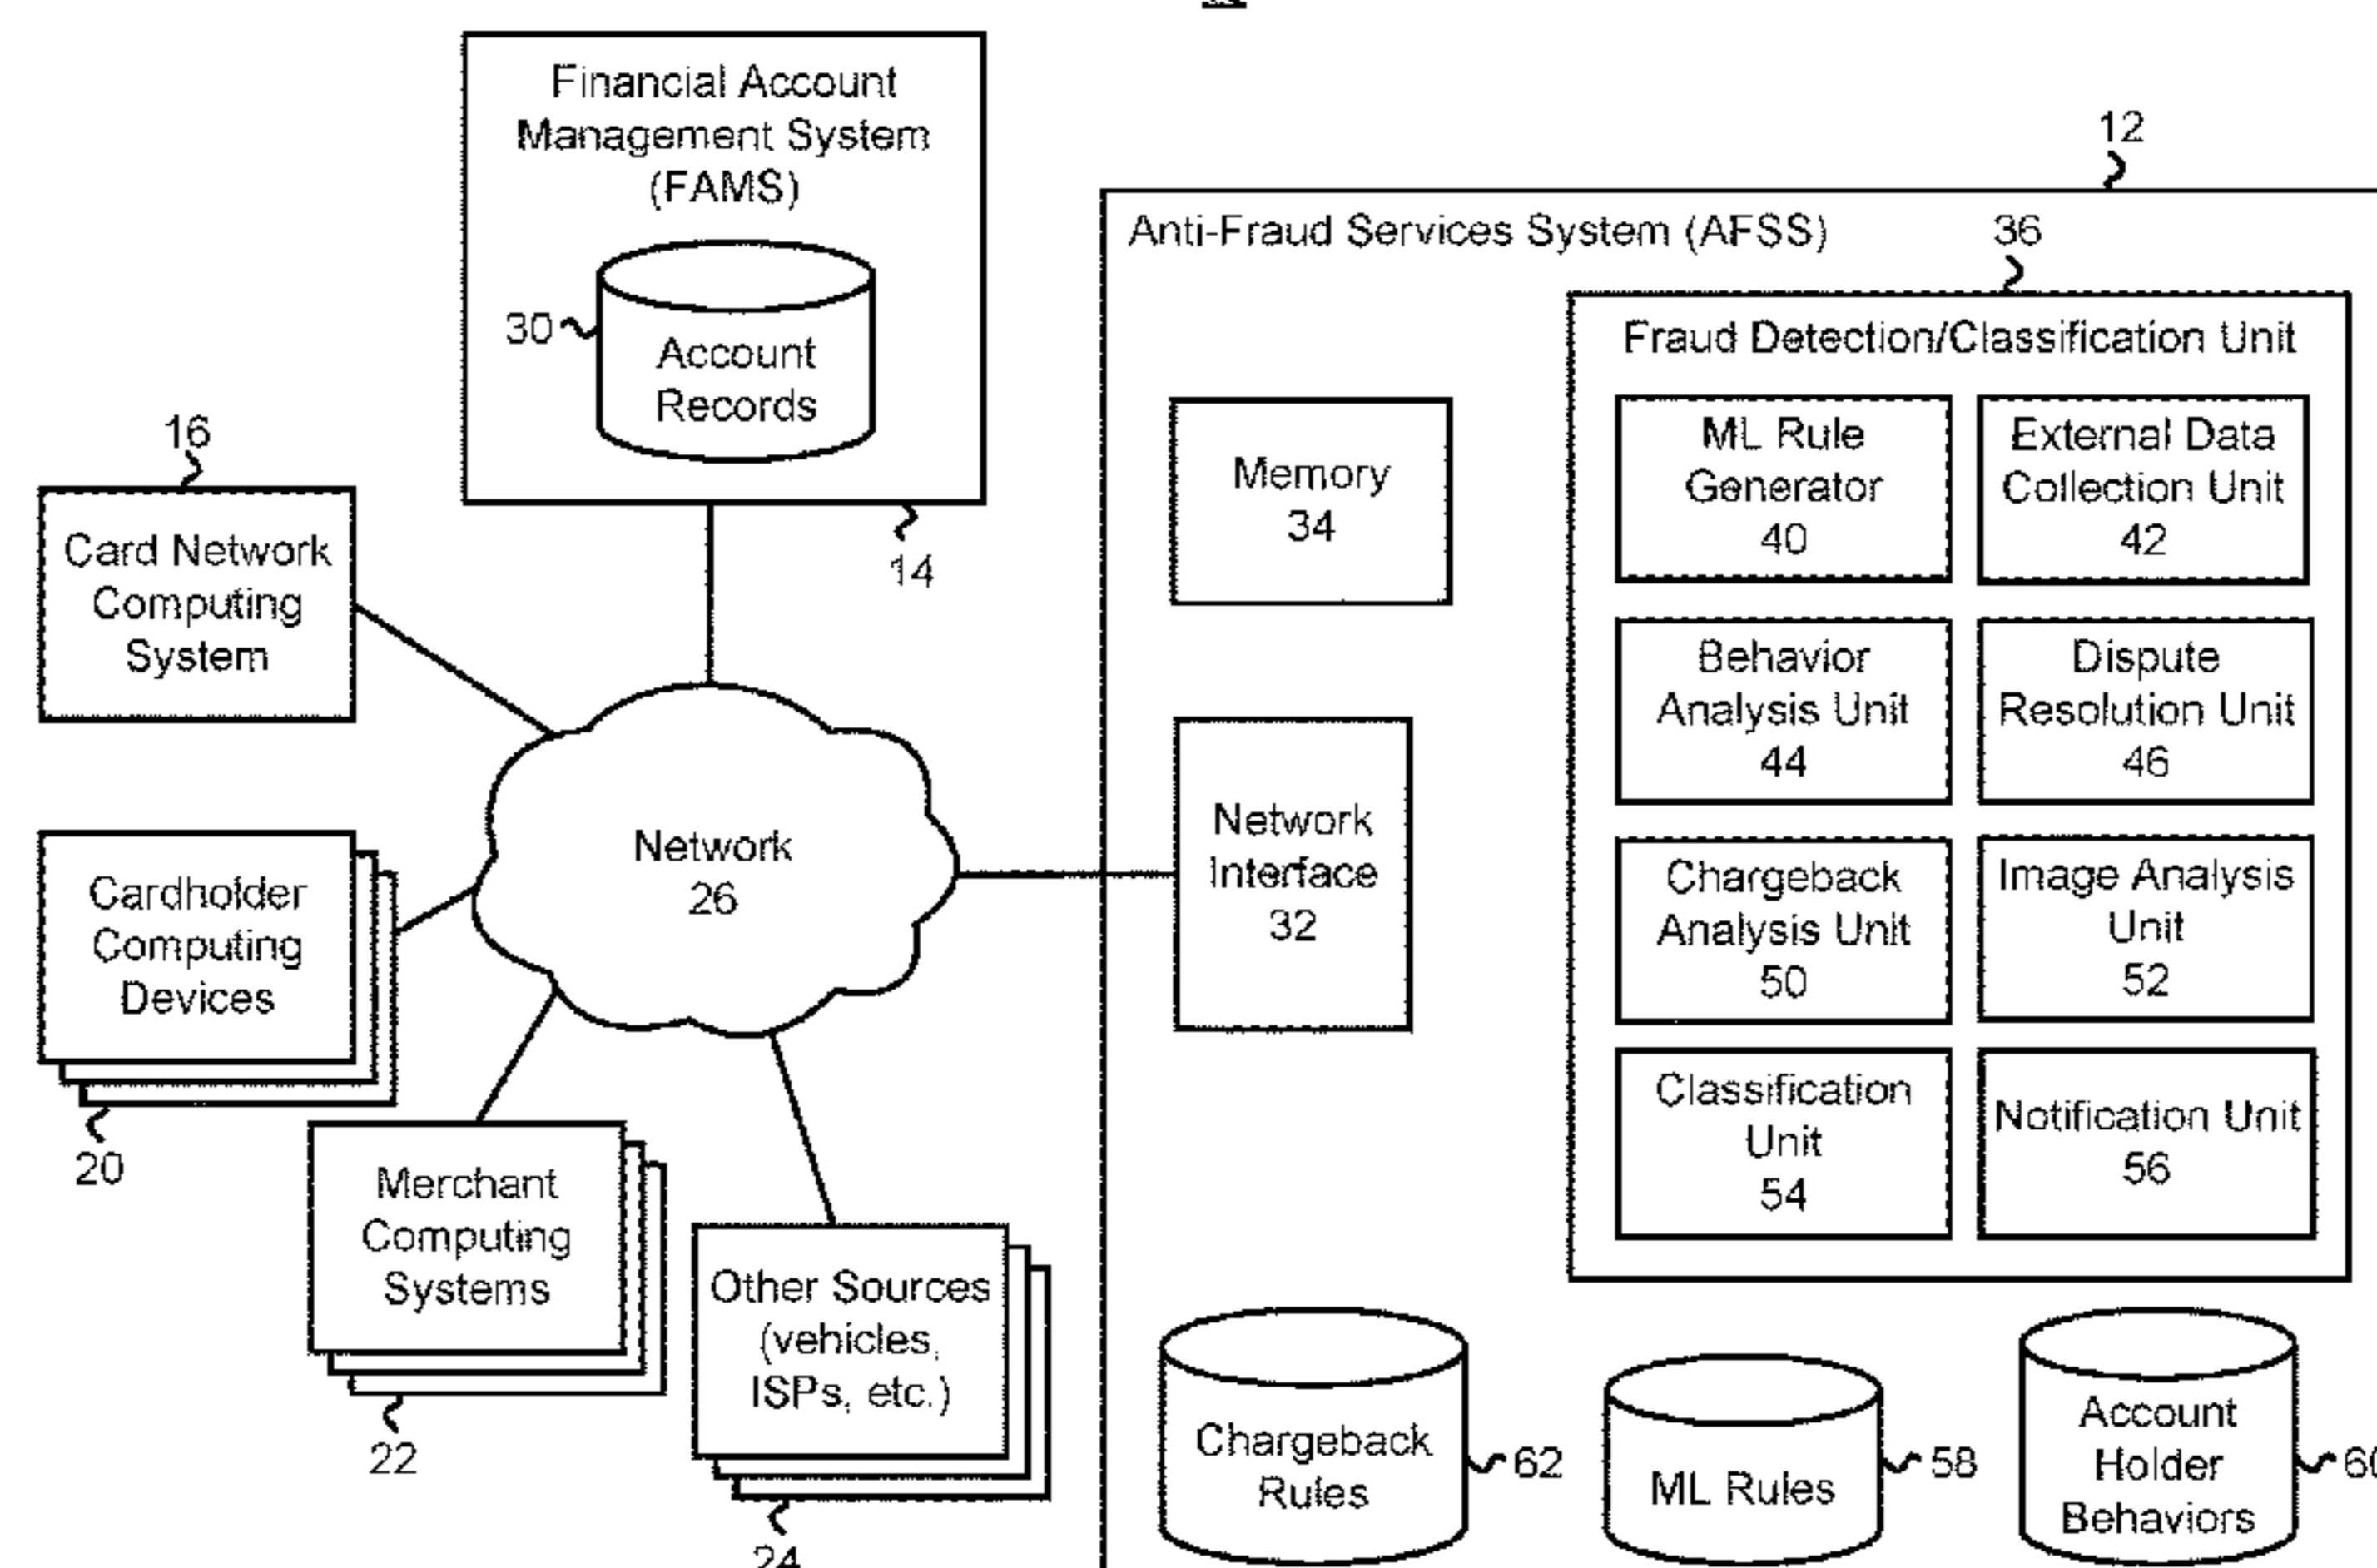 Financial Account
Management System
(FAMS)
30
Account
Records
14
16
Card Network
Computing
System
Cardholder
Computing
Devices
20
Network
26
Merchant
Computing
Systems
22
Other Sources
(vehicles,
ISPs, etc.)
24
12
Anti-Fraud Services System (AFSS)
Memory
34
Network
Interface
32
36
Fraud Detection/Classification Unit
ML Rule
Generator
40
External Data
Collection Unit
42
Behavior
Analysis Unit
44
Dispute
Resolution Unit
46
Chargeback
Analysis Unit
50
Image Analysis
Unit
52
Classification
Unit
54
Notification Unit
56
Chargeback
Rules
62
ML Rules
58
Account
Holder
Behaviors
60